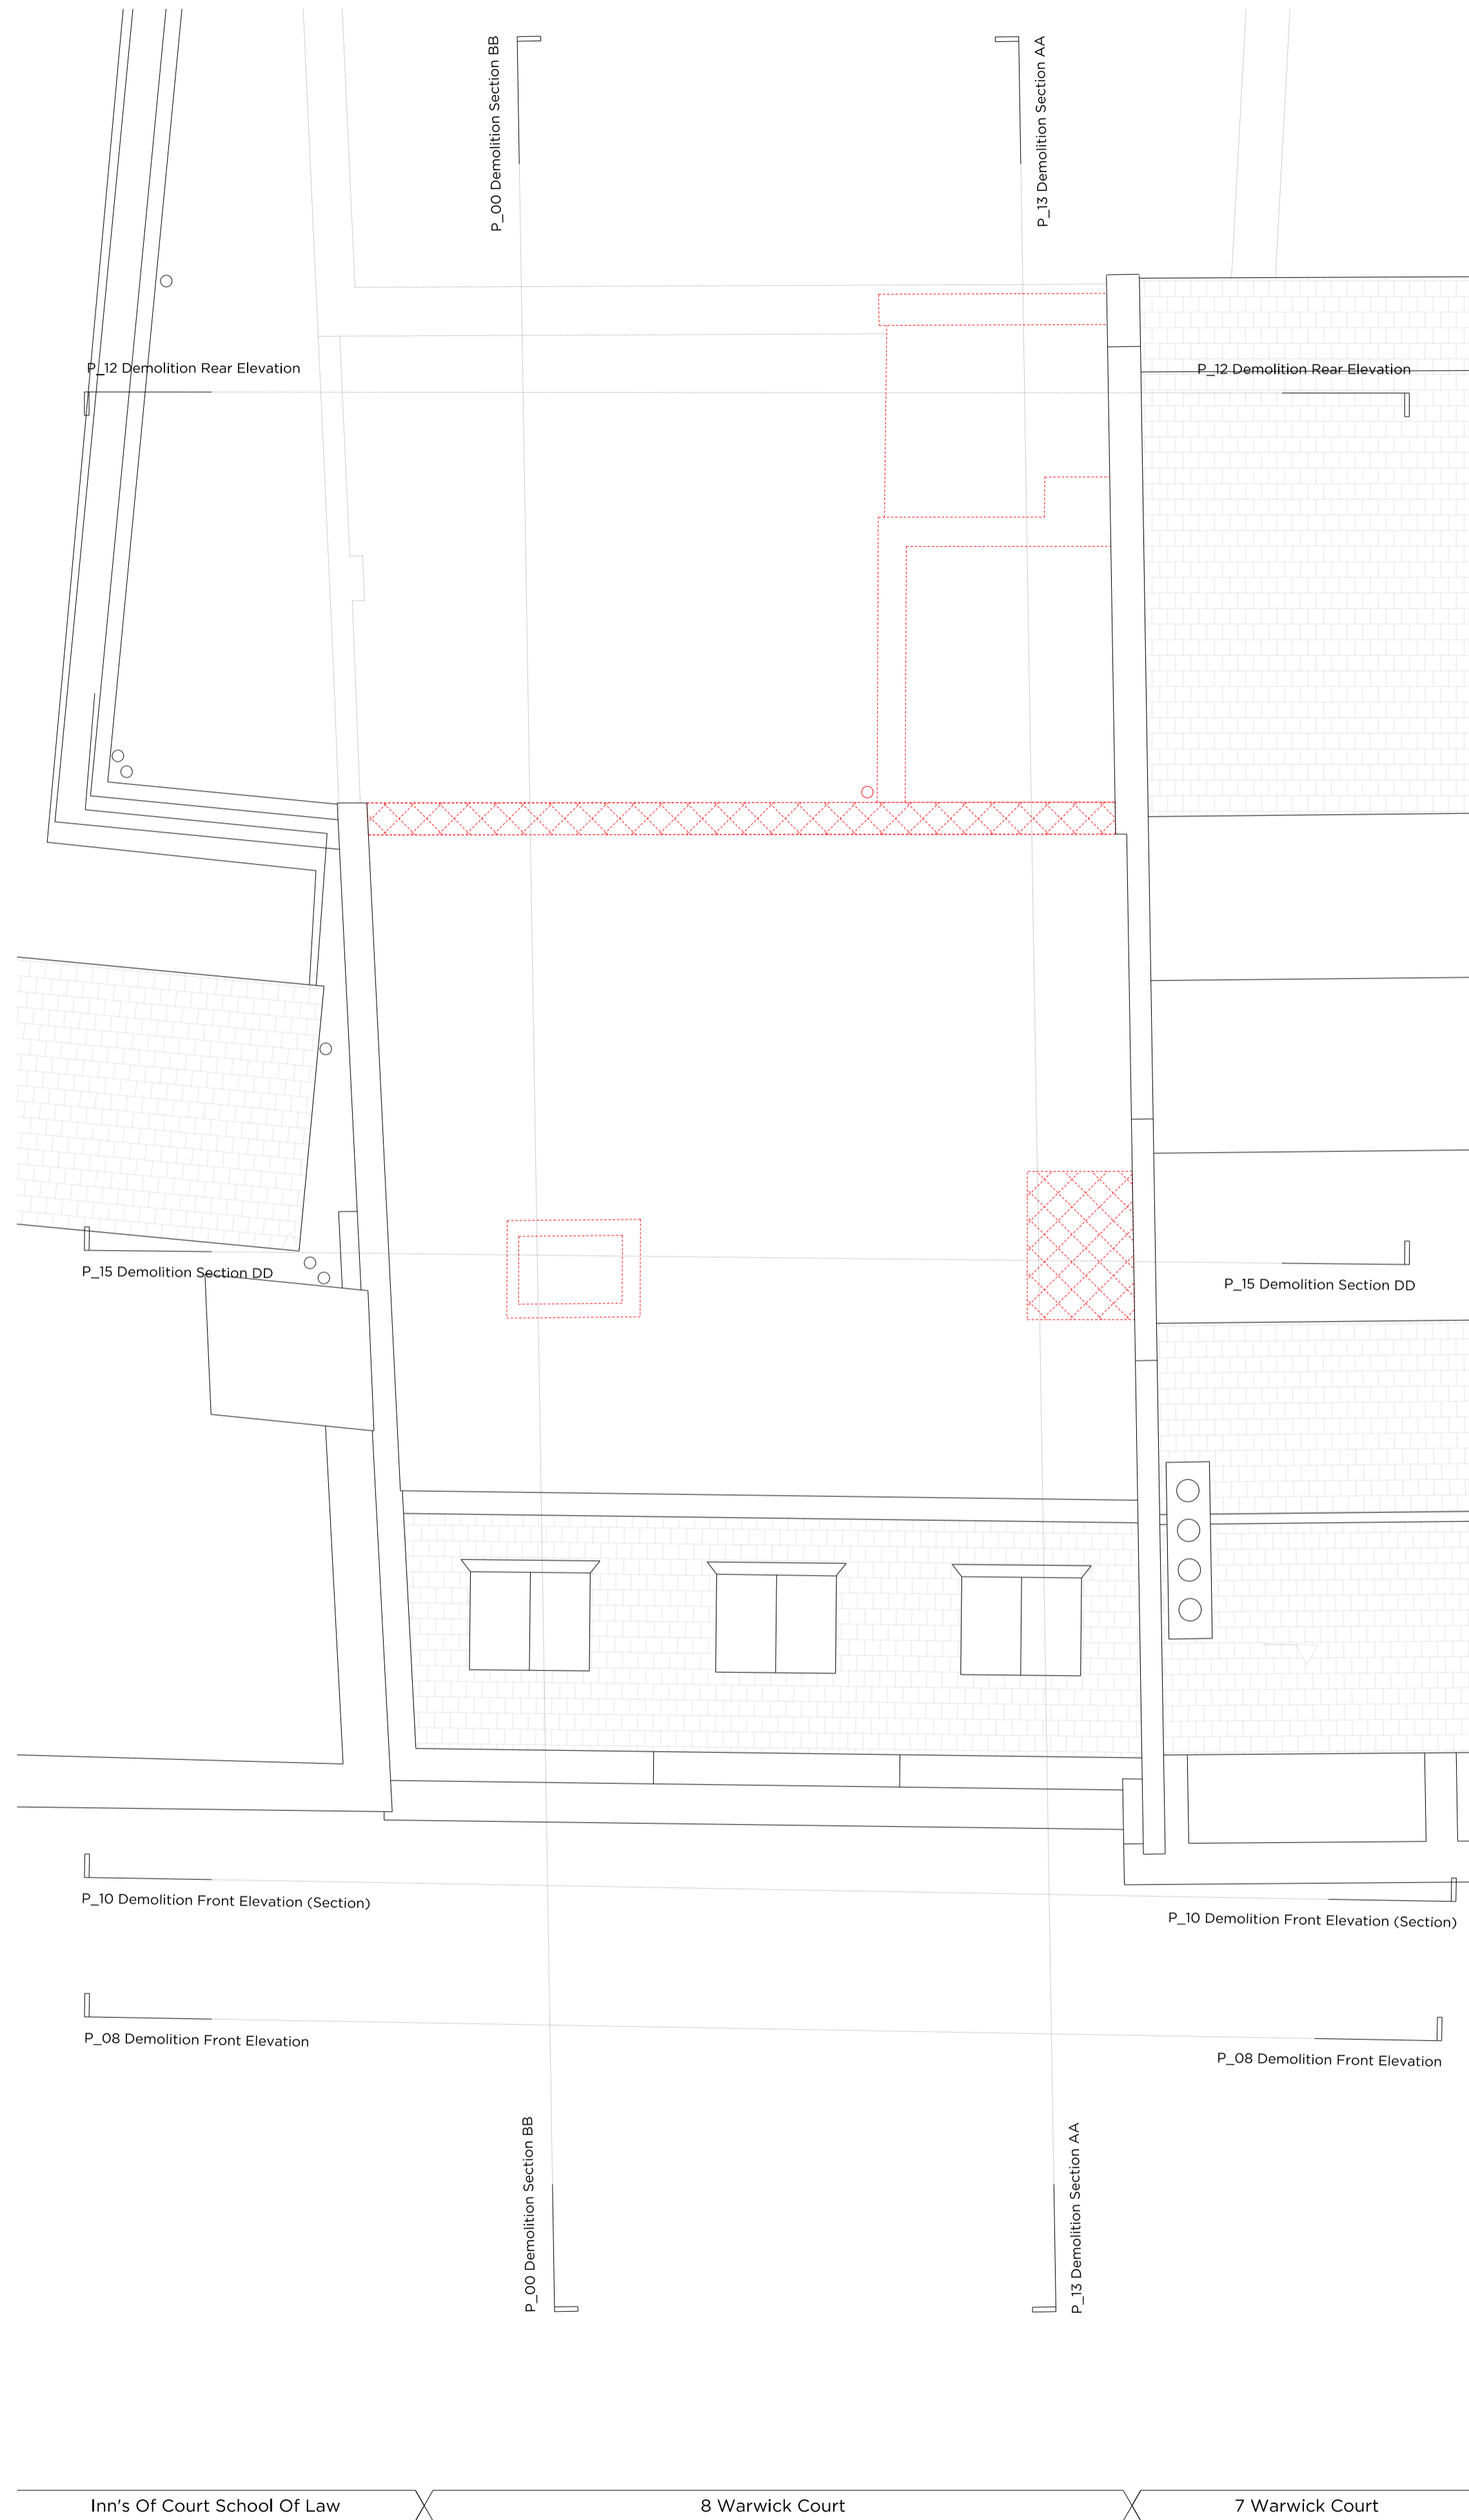 P_00 Demolition Section BB
P_13 Demolition Section AA
P_12 Demolition Rear Elevation
P_12 Demolition Rear Elevation
P_15 Demolition Section DD
P_15 Demolition Section DD
P_10 Demolition Front Elevation (Section)
P_10 Demolition Front Elevation (Section)
P_08 Demolition Front Elevation
P_08 Demolition Front Elevation
P_00 Demolition Section BB
P_13 Demolition Section AA
Inn's Of Court School Of Law
8 Warwick Court
7 Warwick Court